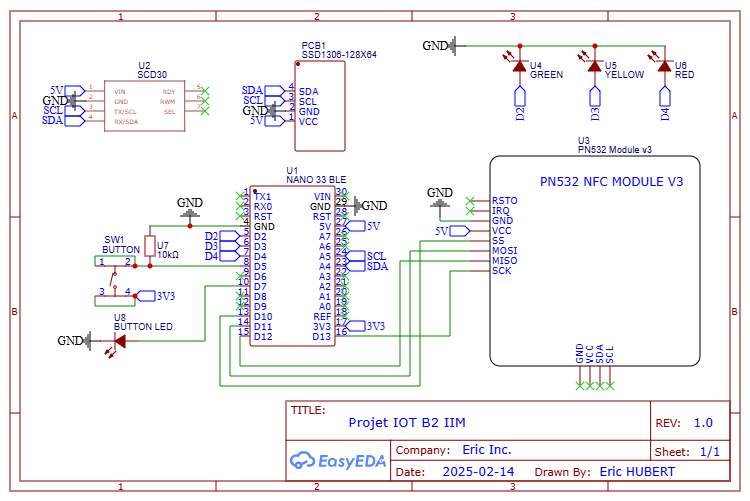 1 2 3
A A
B B
U2
SCD30
5V 1 VIN RDY 5
GND 2 GND RWM 6
SCL 3 TX/SCL SEL 7
SDA 4 RX/SDA
PCB1
SSD1306-128X64
SDA 4 SDA
SCL 3 SCL
GND 2 GND
5V 1 VCC
GND
U4
GREEN
U5
YELLOW
U6
RED
D2
D3
D4
U3
PN532 Module v3
PN532 NFC MODULE V3
RSTO
IRQ
GND
VCC
SS
MOSI
MISO
SCK
GND
5V
GND
VCC
SDA
SCL
U1
NANO 33 BLE
1 TX1 VIN 30
2 RX0 GND 29 GND
3 RST RST 28
4 GND 5V 27 5V
5 D2 A7 26
6 D3 A6 25
7 D4 A5 24 SCL
8 D5 A4 23 SDA
9 D6 A3 22
10 D7 A2 21
11 D8 A1 20
12 D9 A0 19
13 D10 REF 18
14 D11 3V3 17 3V3
15 D12 D13 16
D2
D3
D4
GND
SW1
BUTTON
U7
10kΩ
1 2
3 4
3V3
U8
BUTTON LED
GND
TITLE:
Projet IOT B2 IIM
REV: 1.0
EasyEDA
Company: Eric Inc.
Sheet: 1/1
Date: 2025-02-14 Drawn By: Eric HUBERT
1 2 3